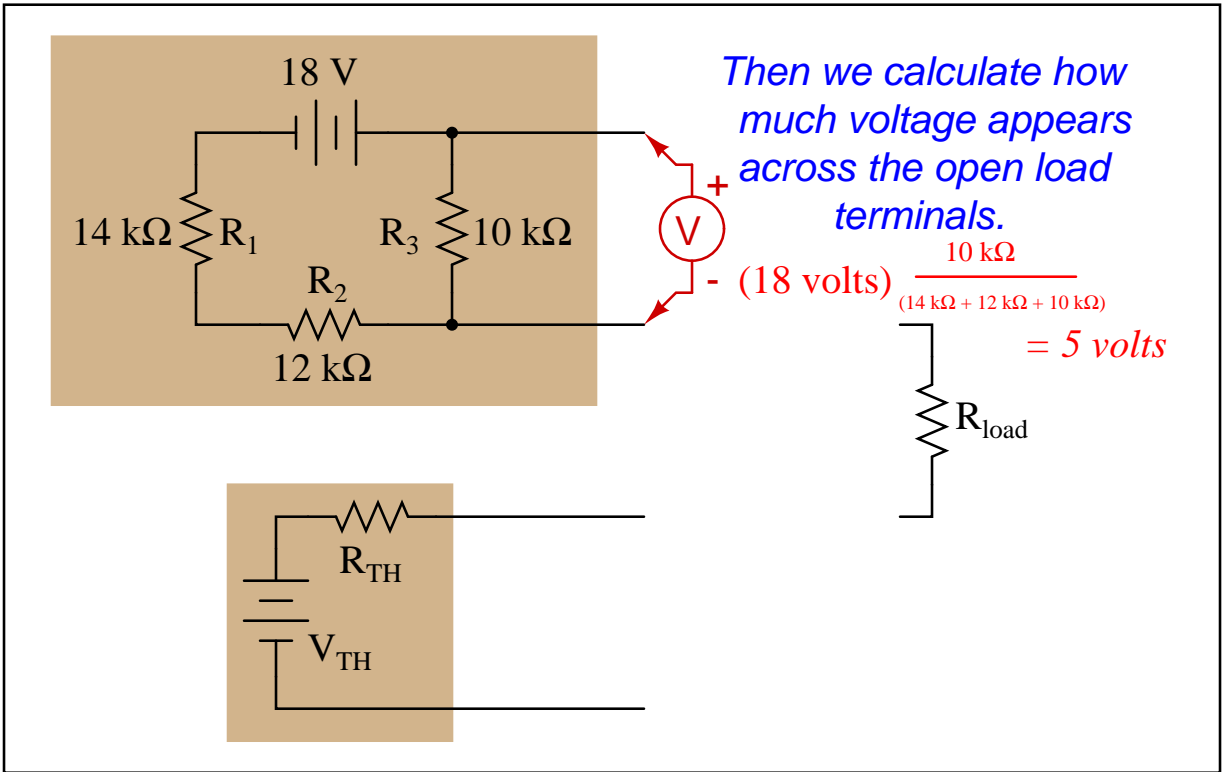 18 V
14 kΩ
R1
R3
10 kΩ
R2
12 kΩ
V
+
-
Then we calculate how
much voltage appears
across the open load
terminals.
(18 volts) 10 kΩ
(14 kΩ + 12 kΩ + 10 kΩ)
= 5 volts
Rload
RTH
VTH